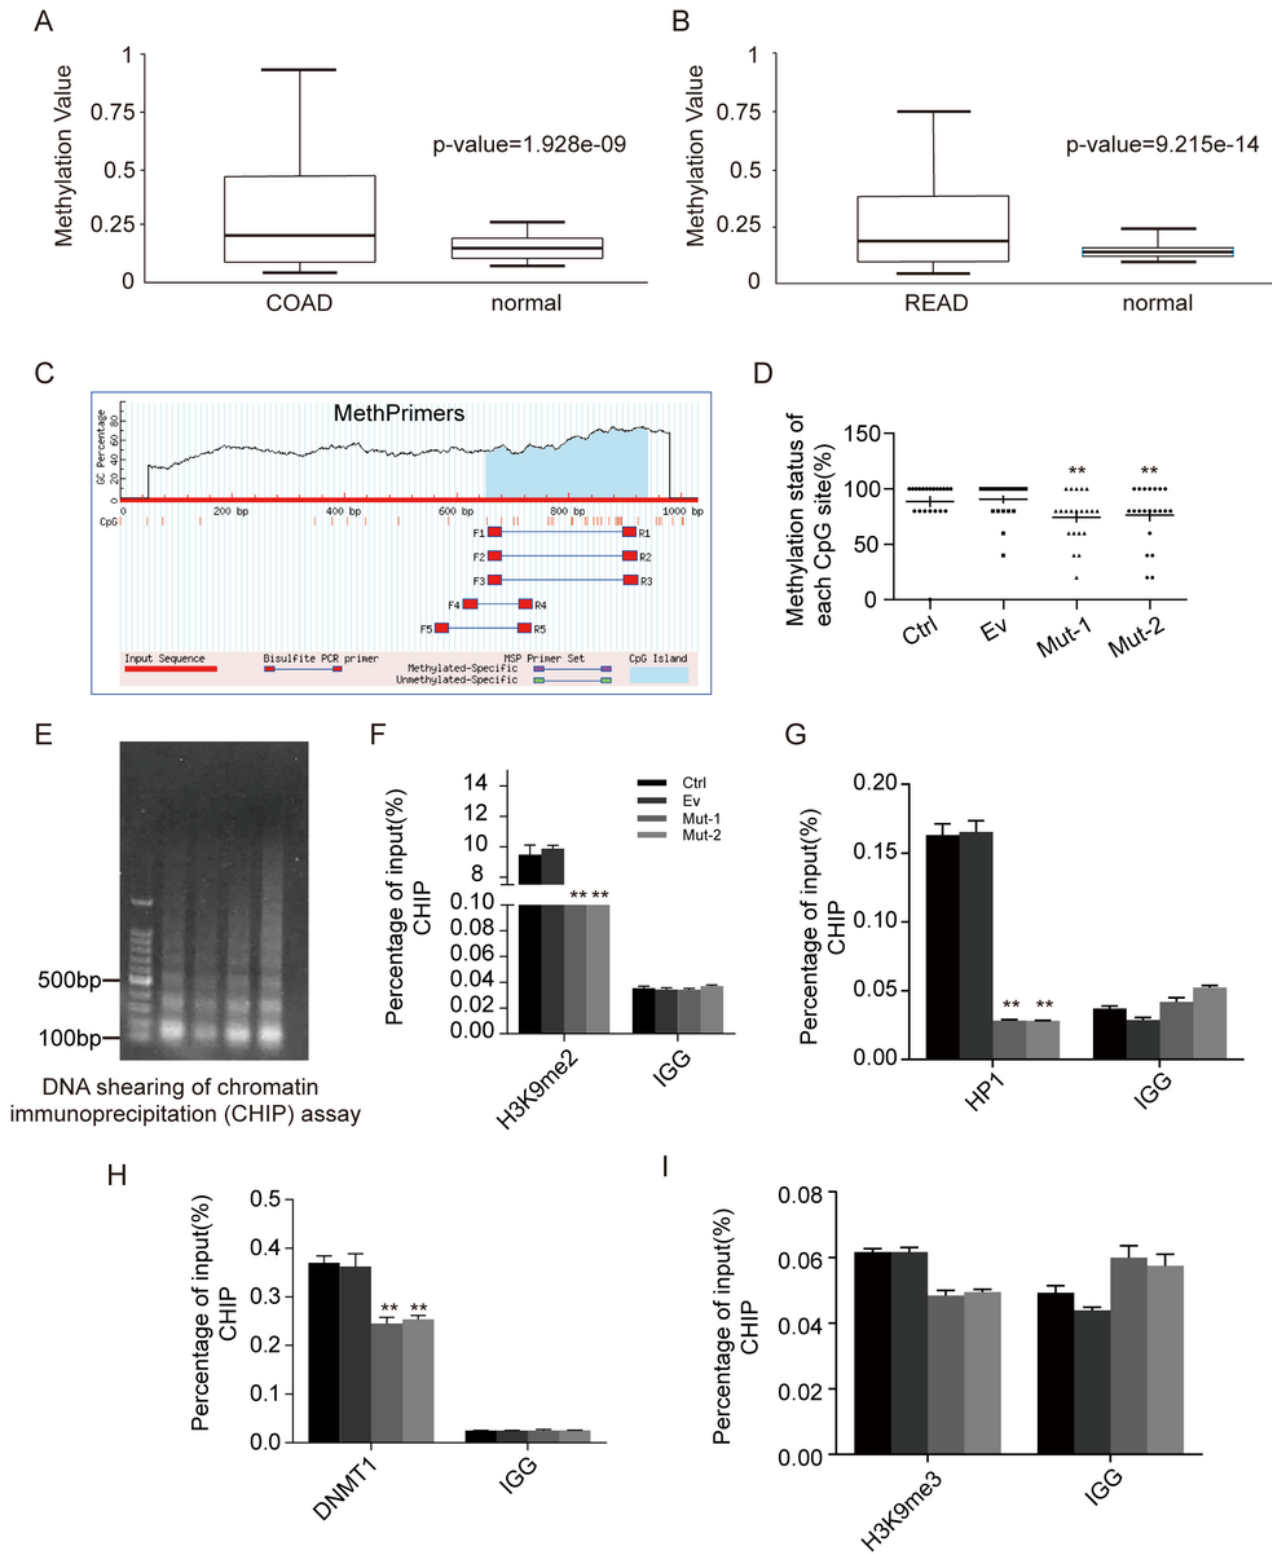 A
Methylation Value
1
0.75
0.5
0.25
0
p-value=1.928e-09
COAD
normal
B
Methylation Value
1
0.75
0.5
0.25
0
p-value=9.215e-14
READ
normal
C
MethPrimers
GC Percentage
80
60
40
20
0
CpG
200 bp
400 bp
600 bp
800 bp
1000 bp
F1 R1
F2 R2
F3 R3
F4 R4
F5 R5
Input Sequence
Bisulfite PCR primer
MSP Primer Set
CpG Island
Methylated-Specific
Unmethylated-Specific
D
Methylation status of
each CpG site(%)
150
100
50
0
** **
Ctrl
Ev
Mut-1
Mut-2
E
500bp
100bp
DNA shearing of chromatin
immunoprecipitation (CHIP) assay
F
Percentage of input(%)
CHIP
14
12
10
8
0.10
0.08
0.06
0.04
0.02
0.00
Ctrl
Ev
Mut-1
Mut-2
** **
H3K9me2
IGG
G
Percentage of input(%)
CHIP
0.20
0.15
0.10
0.05
0.00
** **
HP1
IGG
H
Percentage of input(%)
CHIP
0.5
0.4
0.3
0.2
0.1
0.0
** **
DNMT1
IGG
I
Percentage of input(%)
CHIP
0.08
0.06
0.04
0.02
0.00
H3K9me3
IGG